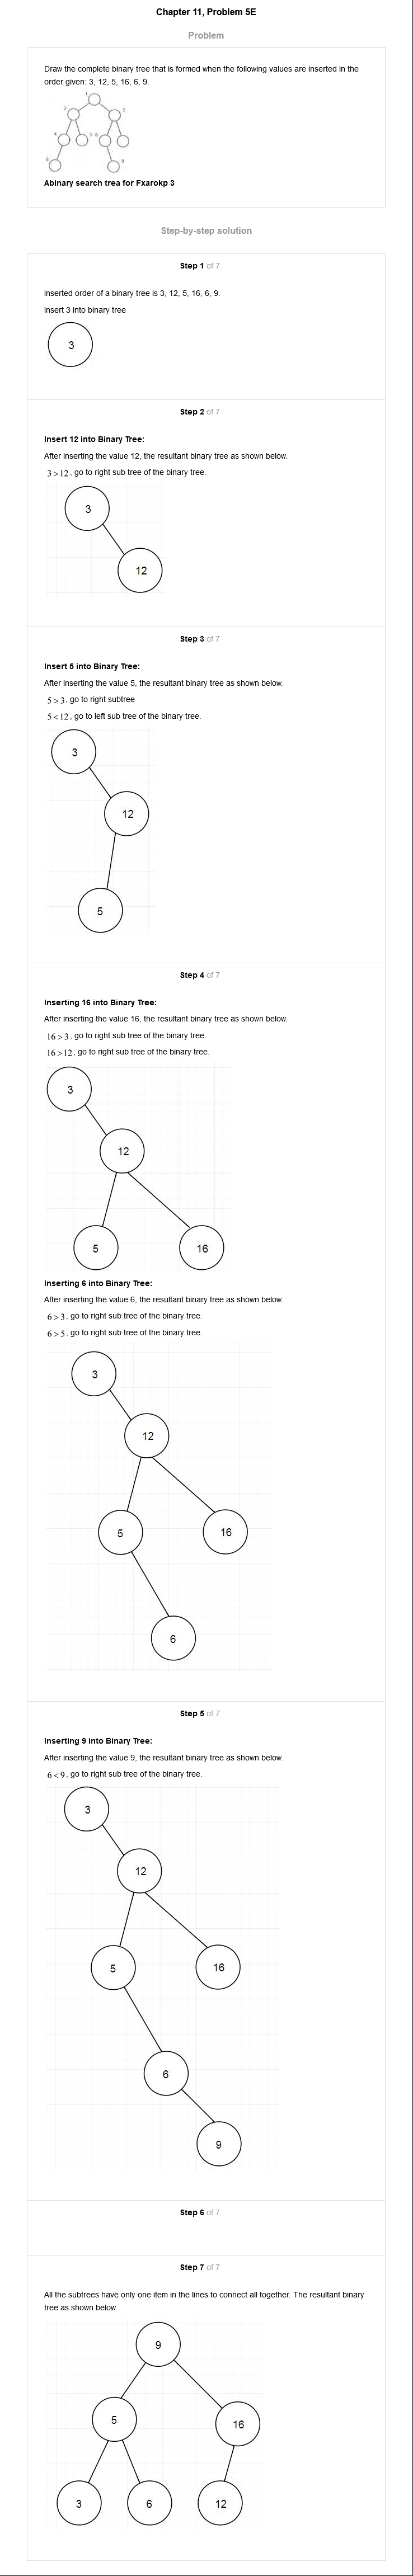 Chapter 11, Problem 5E
Problem
Draw the complete binary tree that is formed when the following values are inserted in the
order given: 3, 12, 5, 16, 6, 9.
1
2 3
4 5 6
8 9
Abinary search trea for Fxarokp 3
Step-by-step solution
Step 1 of 7
Inserted order of a binary tree is 3, 12, 5, 16, 6, 9.
Insert 3 into binary tree
3
Step 2 of 7
Insert 12 into Binary Tree:
After inserting the value 12, the resultant binary tree as shown below.
3 > 12 , go to right sub tree of the binary tree.
3
12
Step 3 of 7
Insert 5 into Binary Tree:
After inserting the value 5, the resultant binary tree as shown below.
5 > 3 , go to right subtree
5 < 12 , go to left sub tree of the binary tree.
3
12
5
Step 4 of 7
Inserting 16 into Binary Tree:
After inserting the value 16, the resultant binary tree as shown below.
16 > 3 , go to right sub tree of the binary tree.
16 > 12 , go to right sub tree of the binary tree.
3
12
5 16
Inserting 6 into Binary Tree:
After inserting the value 6, the resultant binary tree as shown below.
6 > 3 , go to right sub tree of the binary tree.
6 > 5 , go to right sub tree of the binary tree.
3
12
5 16
6
Step 5 of 7
Inserting 9 into Binary Tree:
After inserting the value 9, the resultant binary tree as shown below.
6 < 9 , go to right sub tree of the binary tree.
3
12
5 16
6
9
Step 6 of 7
Step 7 of 7
All the subtrees have only one item in the lines to connect all together. The resultant binary
tree as shown below.
9
5 16
3 6 12